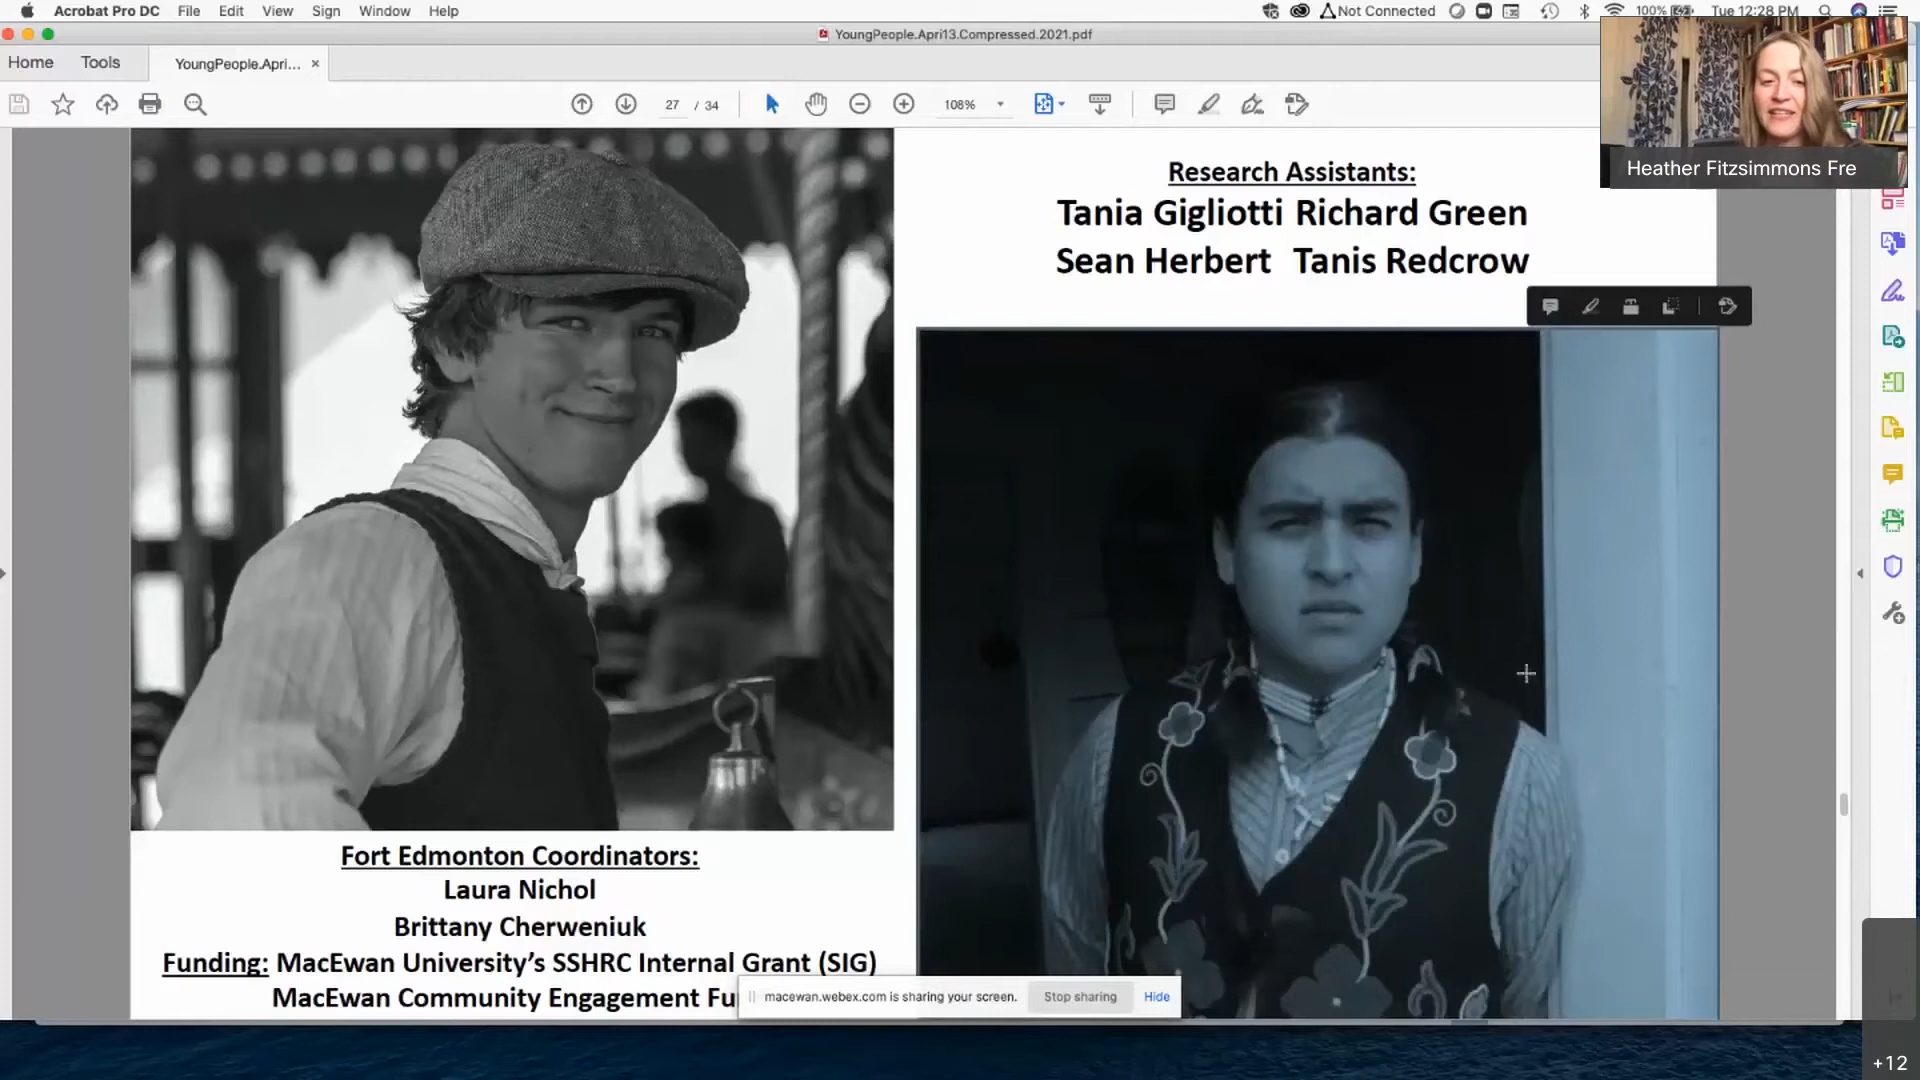 Acrobat Pro DC File Edit View Sign Window Help Not Connected 100% Tue 12:28 PM
YoungPeople.Apri13.Compressed.2021.pdf
Home Tools YoungPeople.Apri... ×
27 / 34 108%
Heather Fitzsimmons Fre
Research Assistants:
Tania Gigliotti Richard Green
Sean Herbert Tanis Redcrow
Fort Edmonton Coordinators:
Laura Nichol
Brittany Cherweniuk
Funding: MacEwan University's SSHRC Internal Grant (SIG)
MacEwan Community Engagement Fu
macewan.webex.com is sharing your screen. Stop sharing Hide
+12